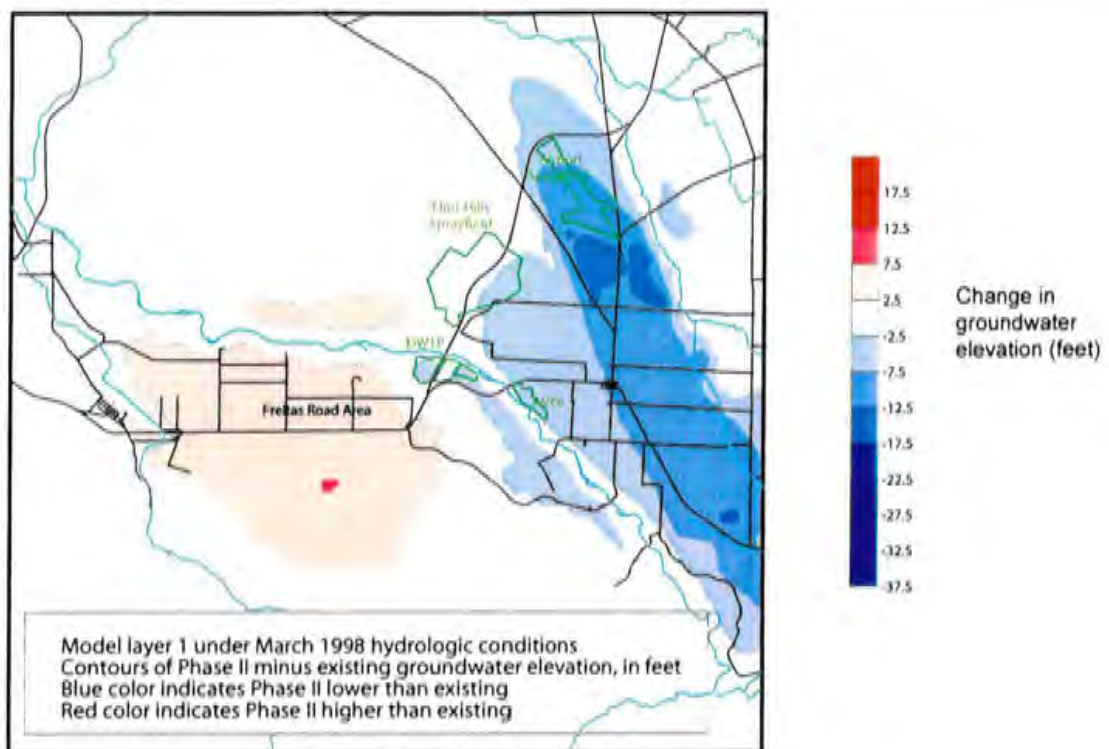 Sprayfield
Freitas Road Area
Model layer 1 under March 1998 hydrologic conditions
Contours of Phase II minus existing groundwater elevation, in feet
Blue color indicates Phase II lower than existing
Red color indicates Phase II higher than existing
17.5
12.5
7.5
2.5
-2.5
-7.5
-12.5
-17.5
-22.5
-27.5
-32.5
-37.5
Change in
groundwater
elevation (feet)